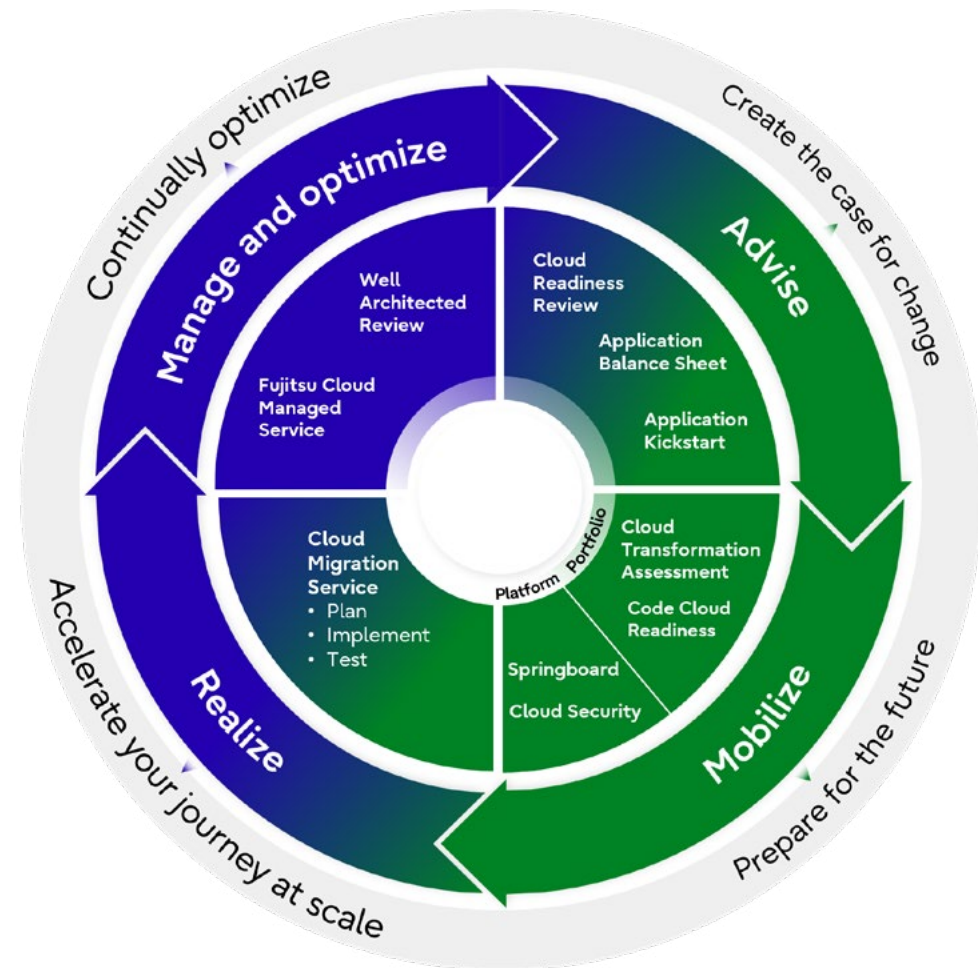 Continually optimize
Create the case for change
Manage and optimize
Advise
Well
Architected
Review
Fujitsu Cloud
Managed
Service
Cloud
Readiness
Review
Application
Balance Sheet
Application
Kickstart
Cloud
Migration
Service
• Plan
• Implement
• Test
Platform
Portfolio
Cloud
Transformation
Assessment
Code Cloud
Readiness
Springboard
Cloud Security
Realize
Mobilize
Accelerate your journey at scale
Prepare for the future